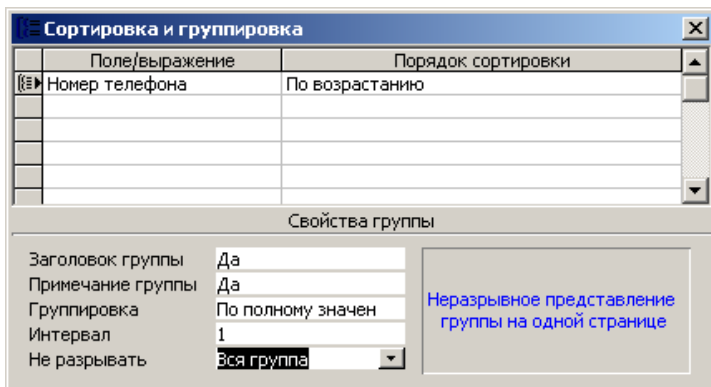 Сортировка и группировка
Поле/выражение Порядок сортировки
Номер телефона По возрастанию
Свойства группы
Заголовок группы Да
Примечание группы Да
Группировка По полному значен
Интервал 1
Не разрывать Вся группа
Неразрывное представление
группы на одной странице